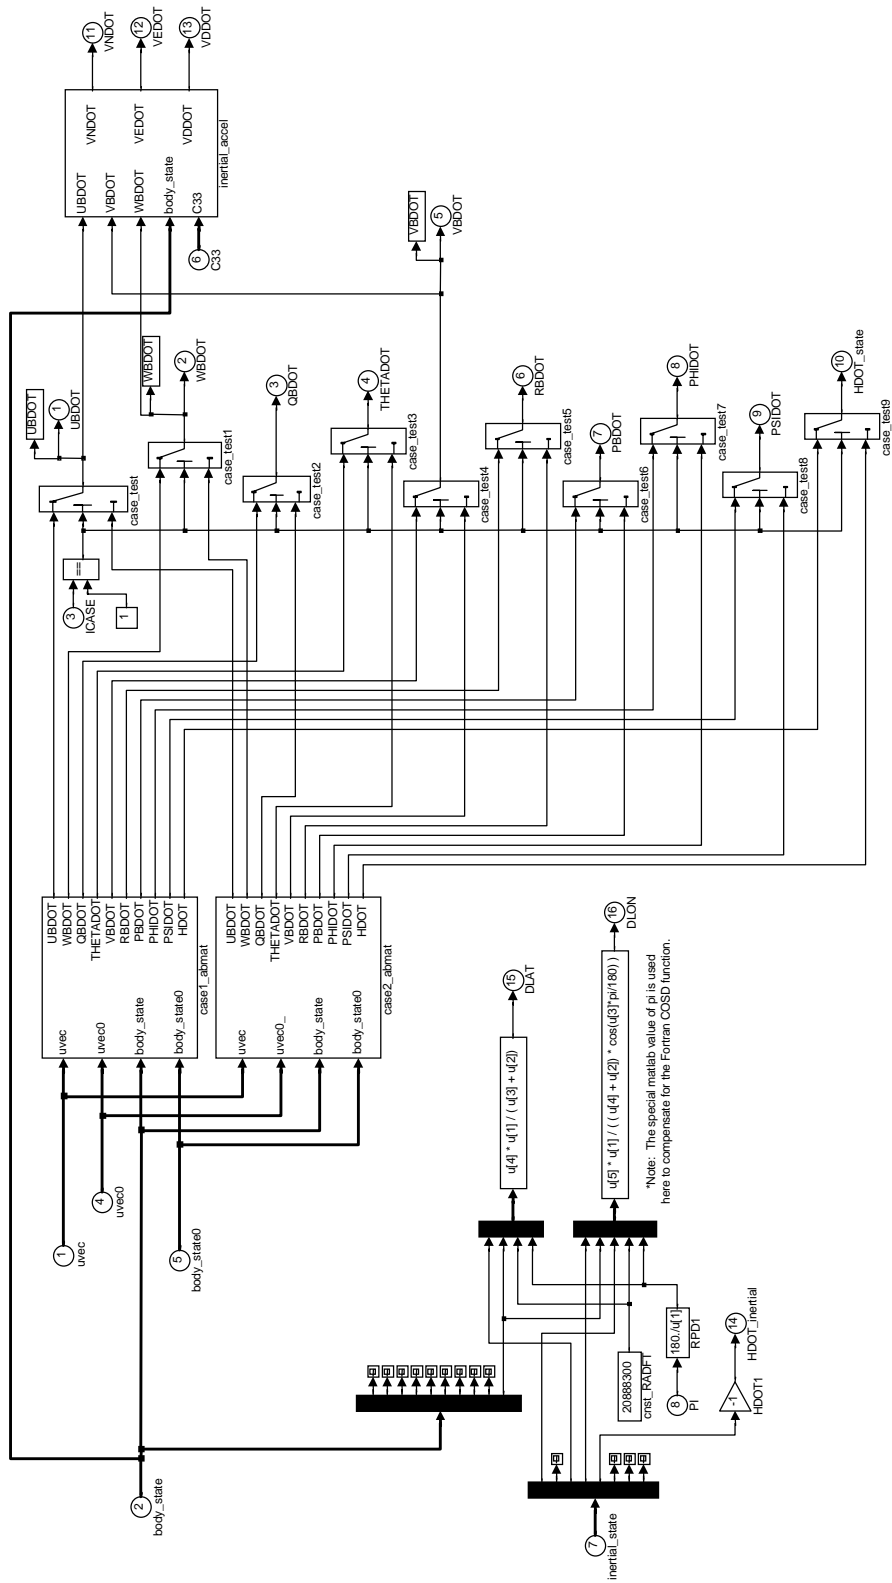 11
VNDOT
12
VEDOT
13
VDDOT
VNDOT
VEDOT
VDDOT
UBDOT
VBDOT
WBDOT
body_state
C33
inertial_accel
6
C33
UBDOT
1
UBDOT
WBDOT
2
WBDOT
3
QBDOT
4
THETADOT
VBDOT
5
VBDOT
6
RBDOT
7
PBDOT
8
PHIDOT
9
PSIDOT
10
HDOT_state
case_test
case_test1
case_test2
case_test3
case_test4
case_test5
case_test6
case_test7
case_test8
case_test9
==
3
ICASE
1
UBDOT
WBDOT
QBDOT
THETADOT
VBDOT
RBDOT
PBDOT
PHIDOT
PSIDOT
HDOT
uvec
uvec0
body_state
body_state0
case1_abmat
UBDOT
WBDOT
QBDOT
THETADOT
VBDOT
RBDOT
PBDOT
PHIDOT
PSIDOT
HDOT
uvec
uvec0_
body_state
body_state0
case2_abmat
1
uvec
4
uvec0
5
body_state0
2
body_state
7
inertial_state
u[4] * u[1] / ( u[3] + u[2])
15
DLAT
u[5] * u[1] / ( ( u[4] + u[2]) * cos(u[3]*pi/180) )
16
DLON
*Note: The special matlab value of pi is used
here to compensate for the Fortran COSD function.
20888300
cnst_RADFT
8
PI
180./u[1]
RPD1
-1
HDOT1
14
HDOT_inertial